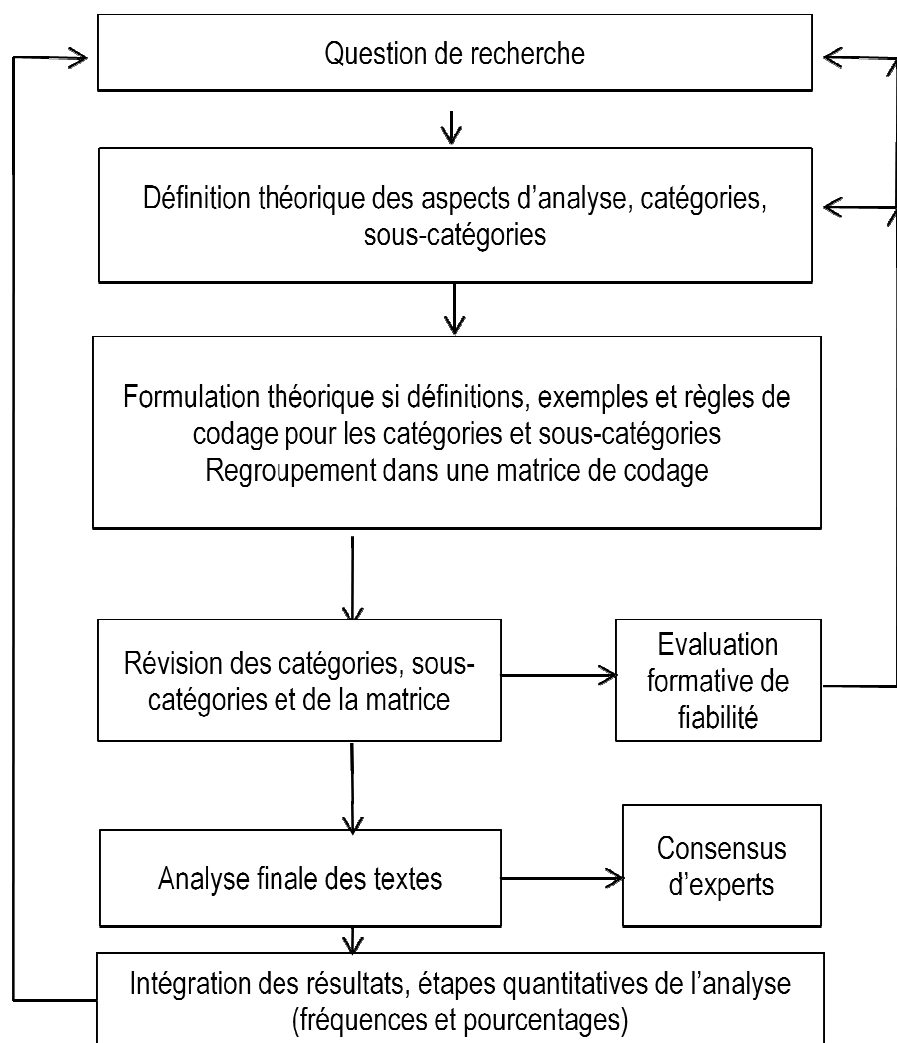 Question de recherche
Définition théorique des aspects d’analyse, catégories,
sous-catégories
Formulation théorique si définitions, exemples et règles de
codage pour les catégories et sous-catégories
Regroupement dans une matrice de codage
Révision des catégories, sous-
catégories et de la matrice
Evaluation
formative de
fiabilité
Analyse finale des textes
Consensus
d’experts
Intégration des résultats, étapes quantitatives de l’analyse
(fréquences et pourcentages)